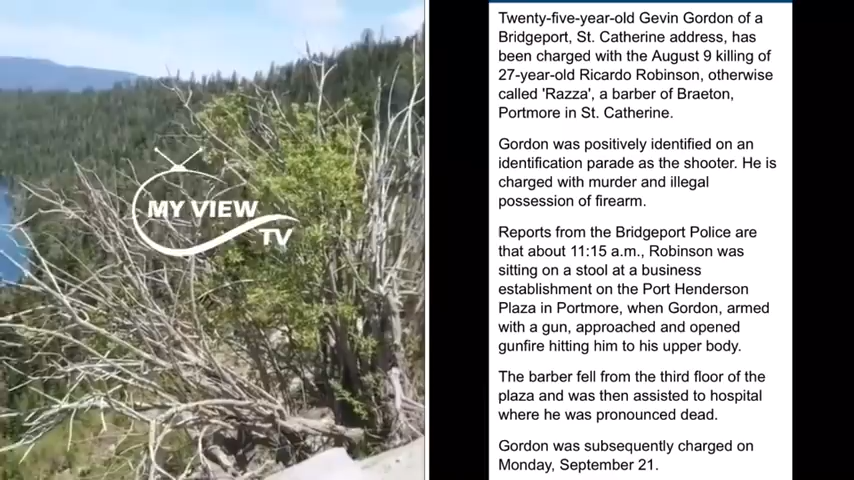 MY VIEW
TV
Twenty-five-year-old Gevin Gordon of a
Bridgeport, St. Catherine address, has
been charged with the August 9 killing of
27-year-old Ricardo Robinson, otherwise
called 'Razza', a barber of Braeton,
Portmore in St. Catherine.
Gordon was positively identified on an
identification parade as the shooter. He is
charged with murder and illegal
possession of firearm.
Reports from the Bridgeport Police are
that about 11:15 a.m., Robinson was
sitting on a stool at a business
establishment on the Port Henderson
Plaza in Portmore, when Gordon, armed
with a gun, approached and opened
gunfire hitting him to his upper body.
The barber fell from the third floor of the
plaza and was then assisted to hospital
where he was pronounced dead.
Gordon was subsequently charged on
Monday, September 21.